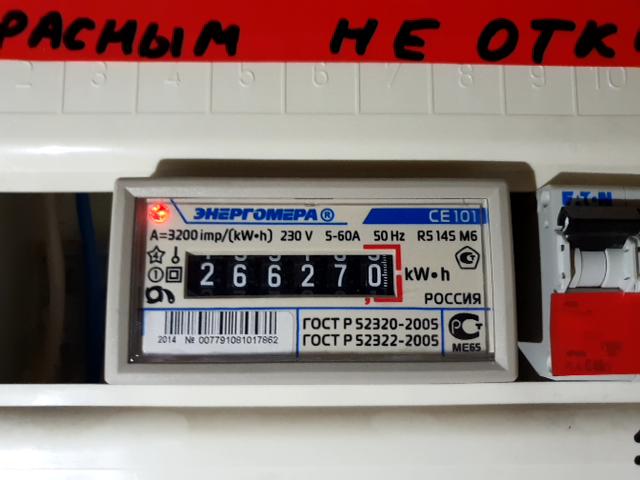 РАСНЫМ НЕ ОТК
2 3 4 5 6 7 8 9 10
ЭНЕРГОМЕРА® CE101
EATON
A=3200 imp/(kW•h) 230 V 5-60A 50 Hz R5 145 M6
266270 kW•h
РОССИЯ
ГОСТ Р 52320-2005
ГОСТ Р 52322-2005
2014 № 007791081017862
РСТ
МЕ65